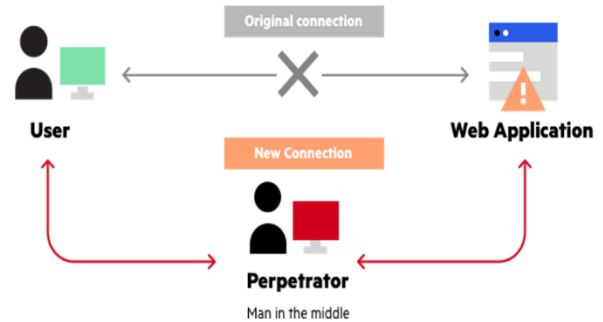 Original connection
User
Web Application
New Connection
Perpetrator
Man in the middle